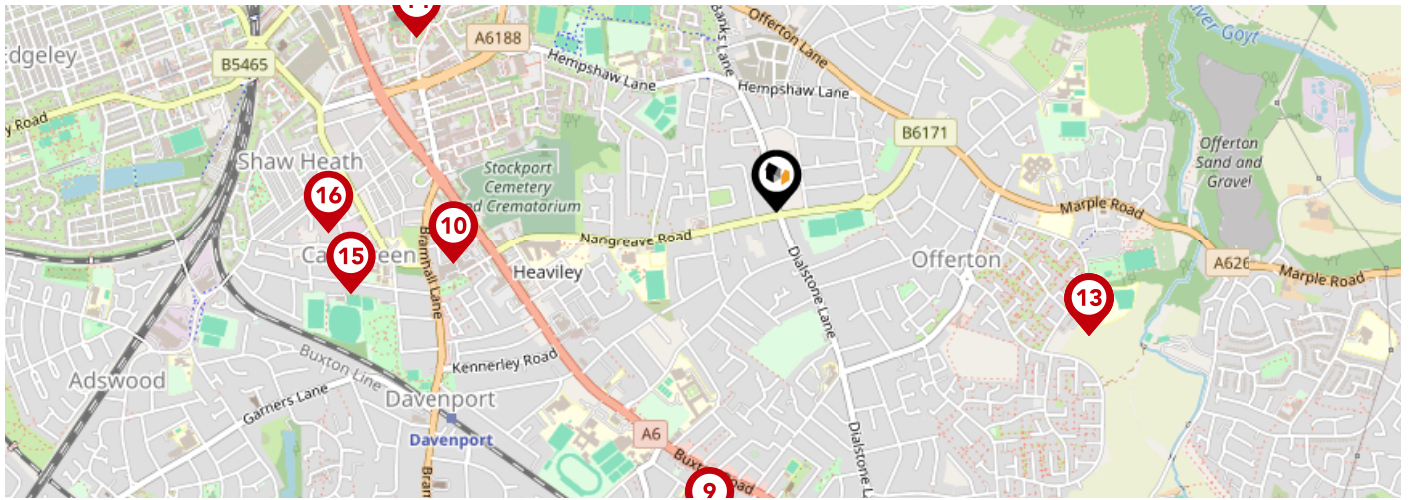 A6188
Banks Lane
Offerton Lane
River Goyt
Edgeley
B5465
Hempshaw Lane
Hempshaw Lane
y Road
B6171
Offerton
Sand and
Gravel
Shaw Heath
Stockport
Cemetery
nd Crematorium
16
10
Marple Road
15
Bramhall Lane
Nangreave Road
Heaviley
Dialstone Lane
Offerton
A626
Marple Road
13
Buxton Line
Kennerley Road
Adswood
Garners Lane
Davenport
Davenport
A6
Dialstone L
Bram
9